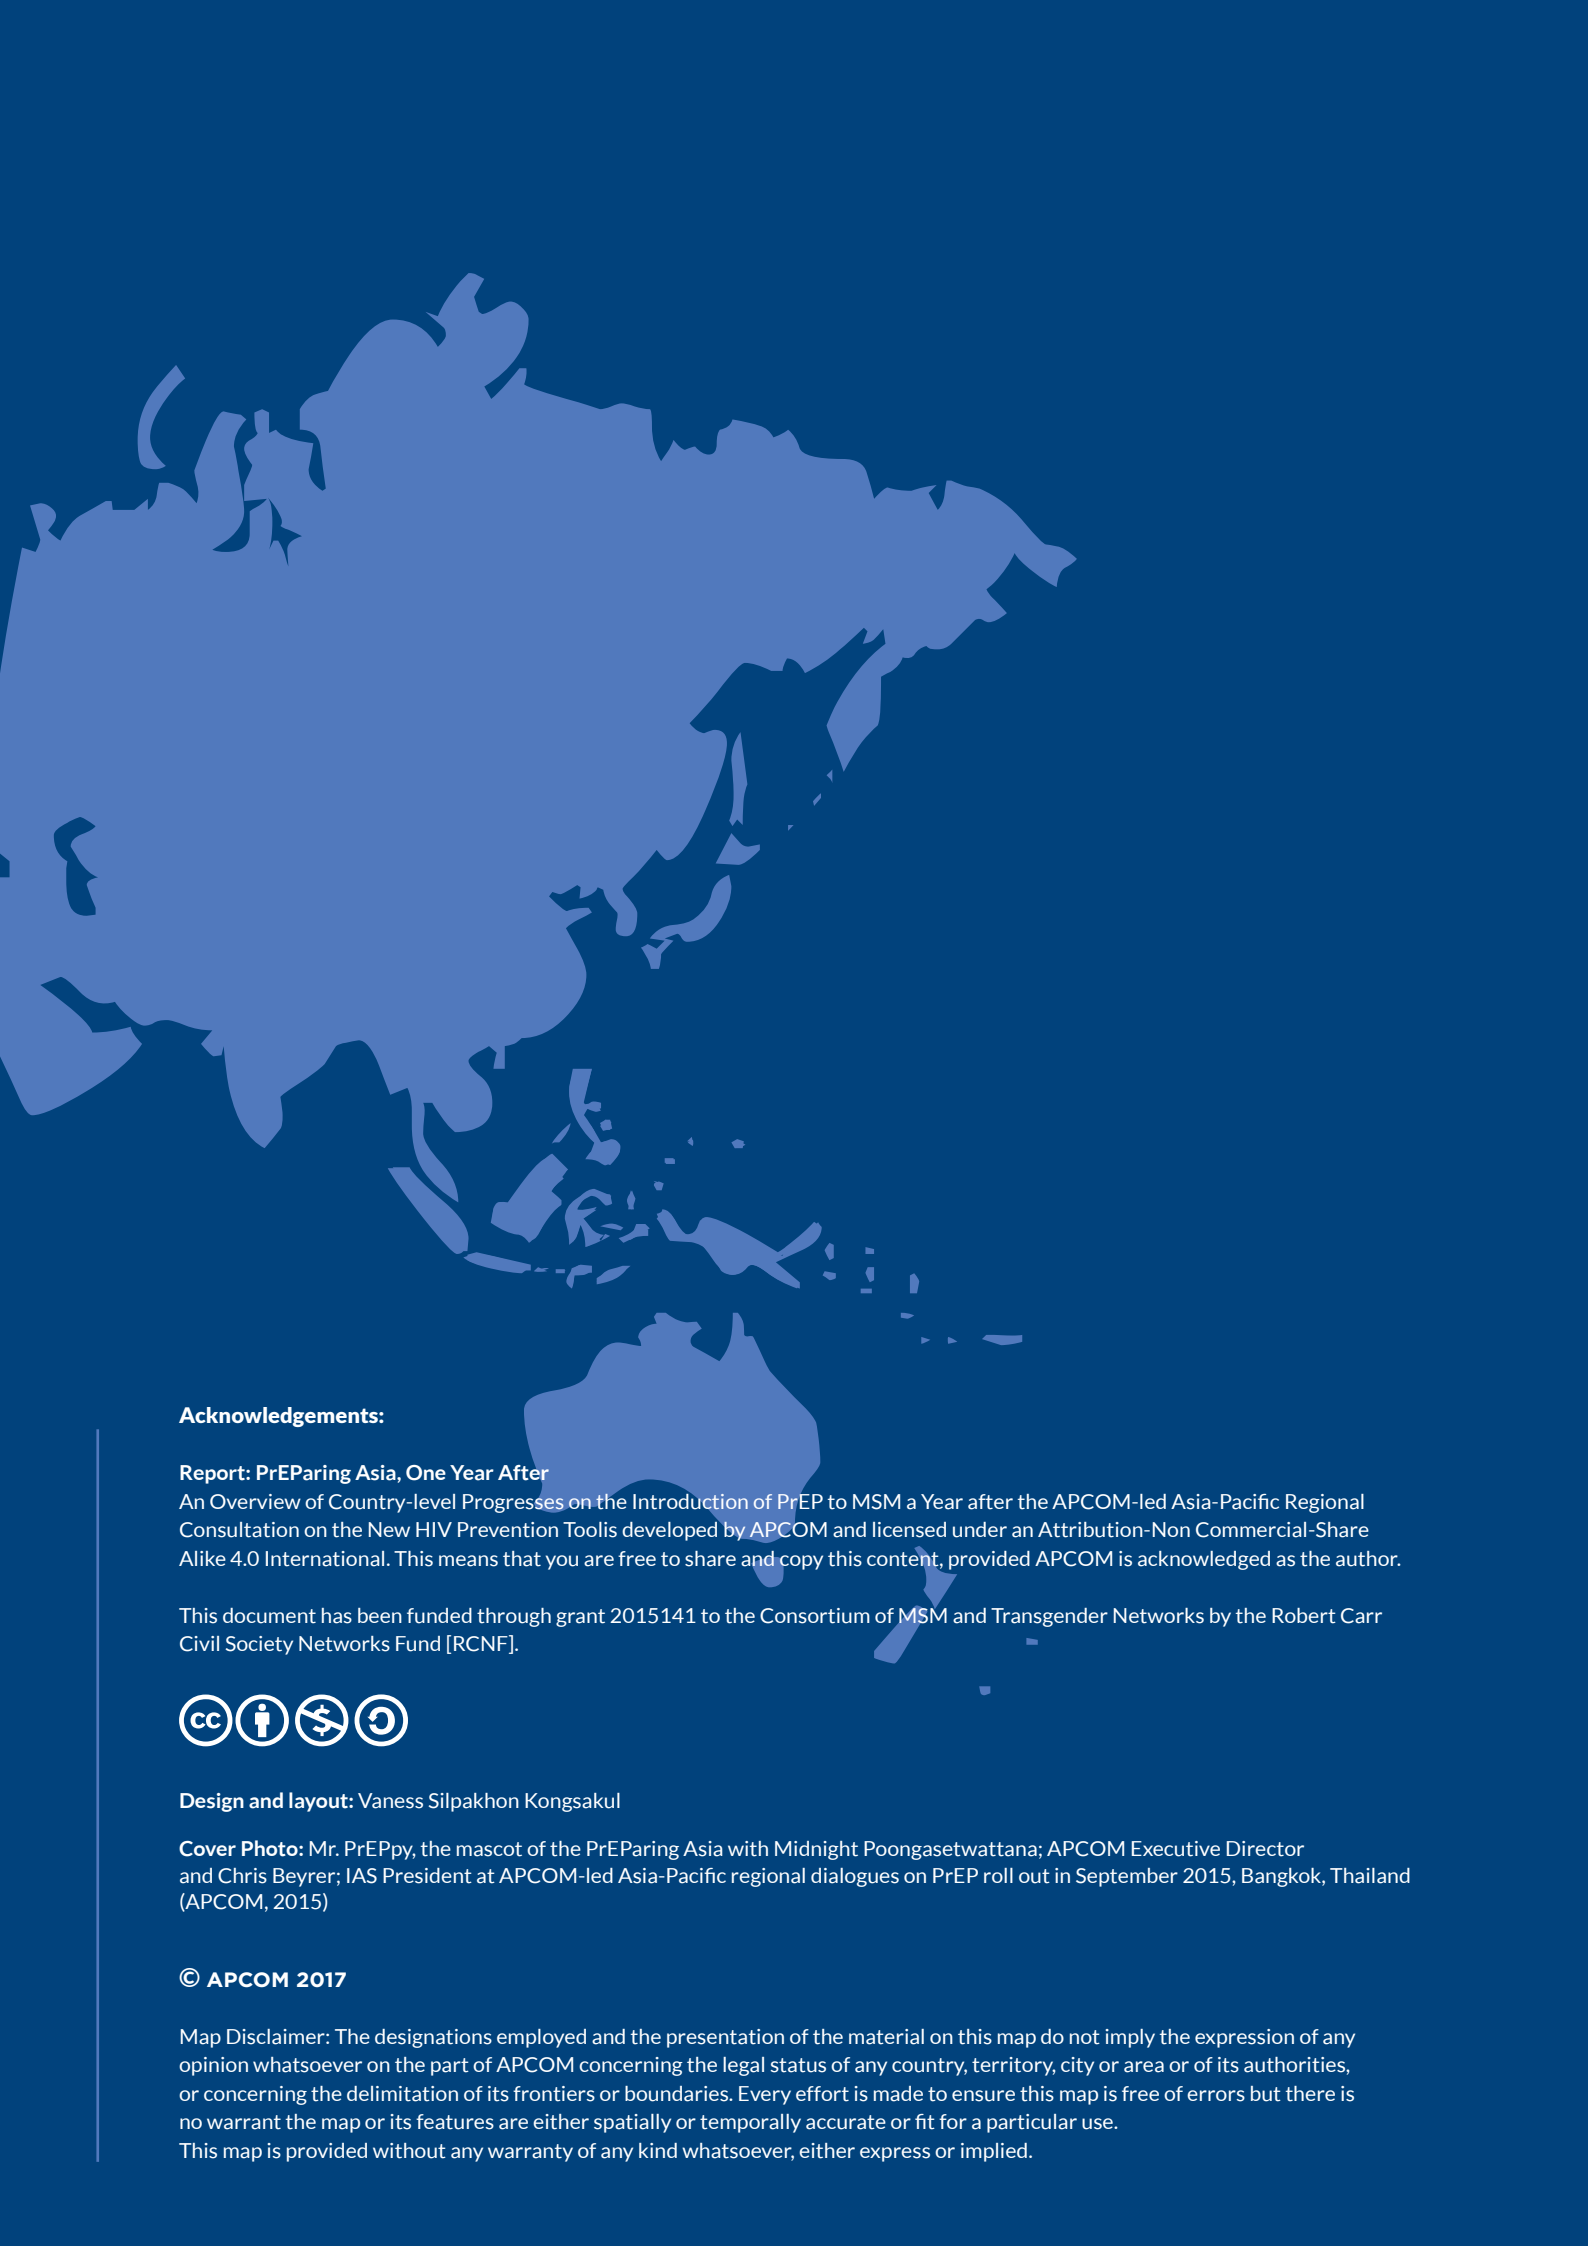 Acknowledgements:
Report: PrEParing Asia, One Year After
An Overview of Country-level Progresses on the Introduction of PrEP to MSM a Year after the APCOM-led Asia-Pacific Regional
Consultation on the New HIV Prevention Toolis developed by APCOM and licensed under an Attribution-Non Commercial-Share
Alike 4.0 International. This means that you are free to share and copy this content, provided APCOM is acknowledged as the author.
This document has been funded through grant 2015141 to the Consortium of MSM and Transgender Networks by the Robert Carr
Civil Society Networks Fund [RCNF].
cc $
Design and layout: Vaness Silpakhon Kongsakul
Cover Photo: Mr. PrEPpy, the mascot of the PrEParing Asia with Midnight Poongasetwattana; APCOM Executive Director
and Chris Beyrer; IAS President at APCOM-led Asia-Pacific regional dialogues on PrEP roll out in September 2015, Bangkok, Thailand
(APCOM, 2015)
© APCOM 2017
Map Disclaimer: The designations employed and the presentation of the material on this map do not imply the expression of any
opinion whatsoever on the part of APCOM concerning the legal status of any country, territory, city or area or of its authorities,
or concerning the delimitation of its frontiers or boundaries. Every effort is made to ensure this map is free of errors but there is
no warrant the map or its features are either spatially or temporally accurate or fit for a particular use.
This map is provided without any warranty of any kind whatsoever, either express or implied.